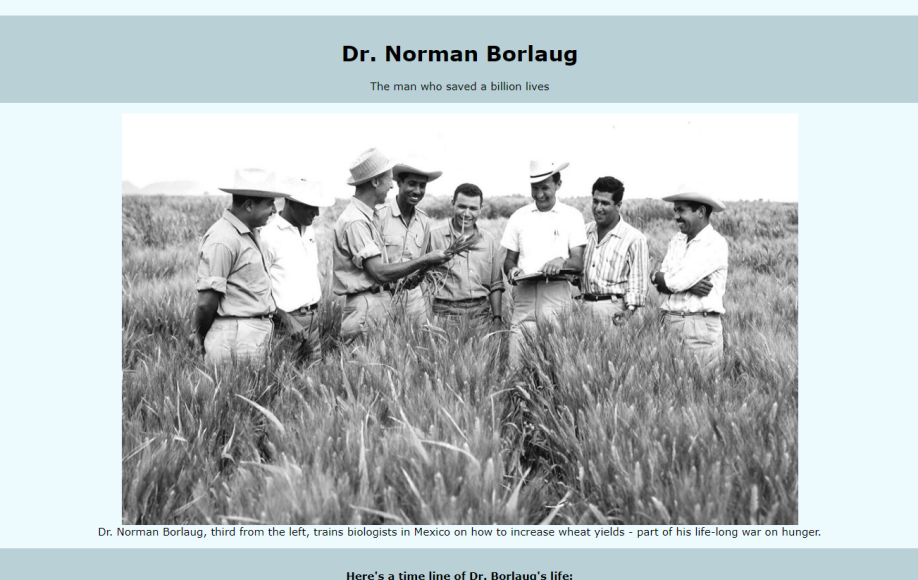 Dr. Norman Borlaug
The man who saved a billion lives
Dr. Norman Borlaug, third from the left, trains biologists in Mexico on how to increase wheat yields - part of his life-long war on hunger.
Here's a time line of Dr. Borlaug's life: